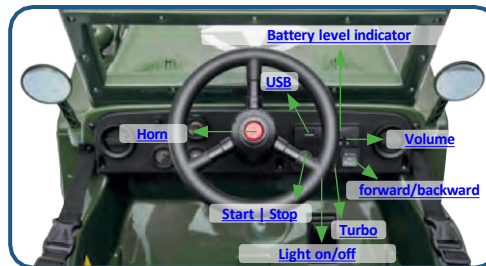 Battery level indicator
USB
Horn
Volume
forward/backward
Start | Stop
Turbo
Light on/off